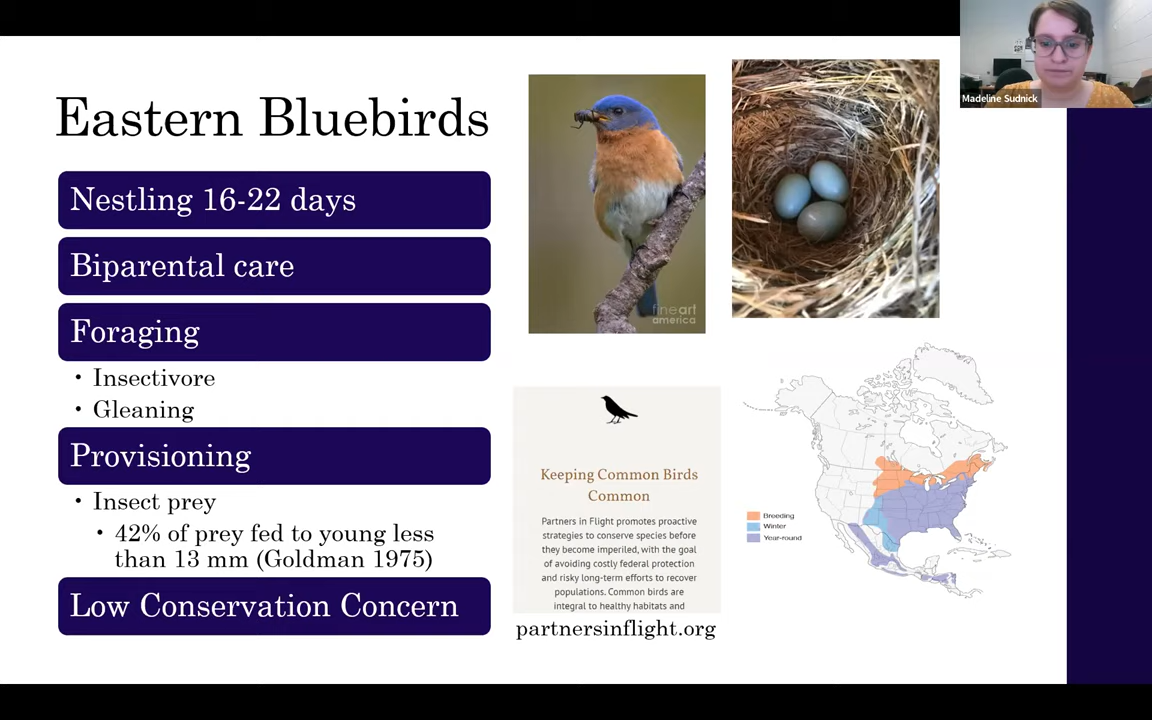 Madeline Sudnick
Eastern Bluebirds
Nestling 16-22 days
Biparental care
Foraging
• Insectivore
• Gleaning
Provisioning
• Insect prey
• 42% of prey fed to young less
than 13 mm (Goldman 1975)
Low Conservation Concern
fineart
america
Keeping Common Birds
Common
Partners in Flight promotes proactive
strategies to conserve species before
they become imperiled, with the goal
of avoiding costly federal protection
and risky long-term efforts to recover
populations. Common birds are
integral to healthy habitats and
partnersinflight.org
Breeding
Winter
Year-round